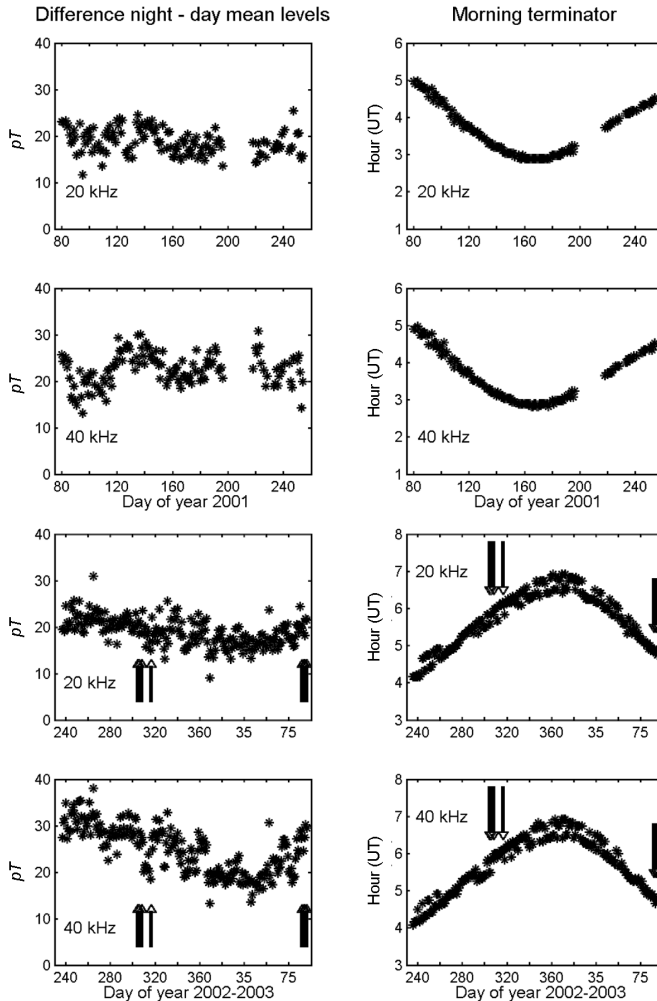 Difference night - day mean levels
Morning terminator
40
30
20
10
0
pT
20 kHz
80 120 160 200 240
6
5
4
3
2
1
Hour (UT)
20 kHz
80 120 160 200 240
40
30
20
10
0
pT
40 kHz
80 120 160 200 240
Day of year 2001
6
5
4
3
2
1
Hour (UT)
40 kHz
80 120 160 200 240
Day of year 2001
40
30
20
10
0
pT
20 kHz
240 280 320 360 35 75
8
7
6
5
4
3
Hour (UT)
20 kHz
240 280 320 360 35 75
40
30
20
10
0
pT
40 kHz
240 280 320 360 35 75
Day of year 2002-2003
8
7
6
5
4
3
Hour (UT)
40 kHz
240 280 320 360 35 75
Day of year 2002-2003